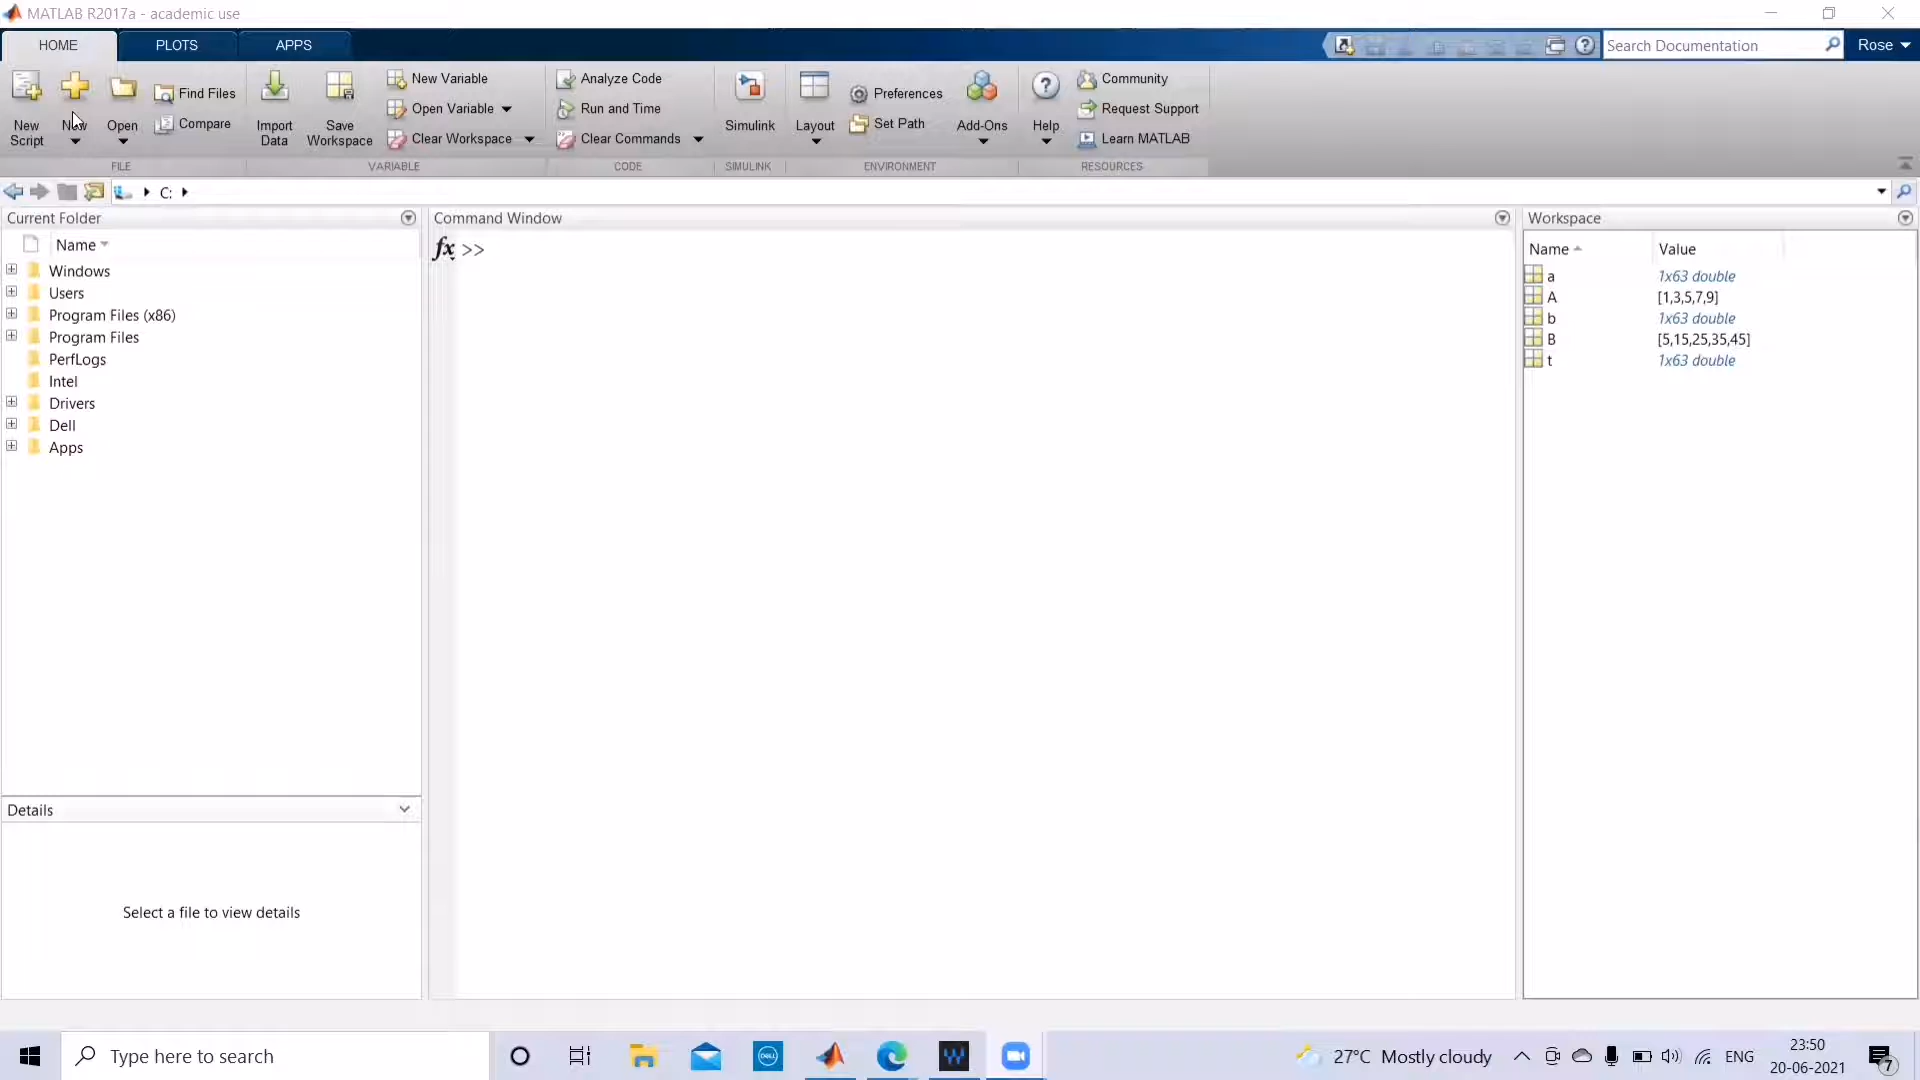 MATLAB R2017a - academic use
HOME PLOTS APPS
Search Documentation Rose
New Script
New
Open
Find Files
Compare
Import Data
Save Workspace
New Variable
Open Variable
Clear Workspace
Analyze Code
Run and Time
Clear Commands
Simulink
Layout
Preferences
Set Path
Add-Ons
Help
Community
Request Support
Learn MATLAB
FILE VARIABLE CODE SIMULINK ENVIRONMENT RESOURCES
C:
Current Folder
Name
Windows
Users
Program Files (x86)
Program Files
PerfLogs
Intel
Drivers
Dell
Apps
Details
Select a file to view details
Command Window
fx >>
Workspace
Name Value
a 1x63 double
A [1,3,5,7,9]
b 1x63 double
B [5,15,25,35,45]
t 1x63 double
Type here to search
DELL
W
27°C Mostly cloudy
ENG
23:50
20-06-2021
7